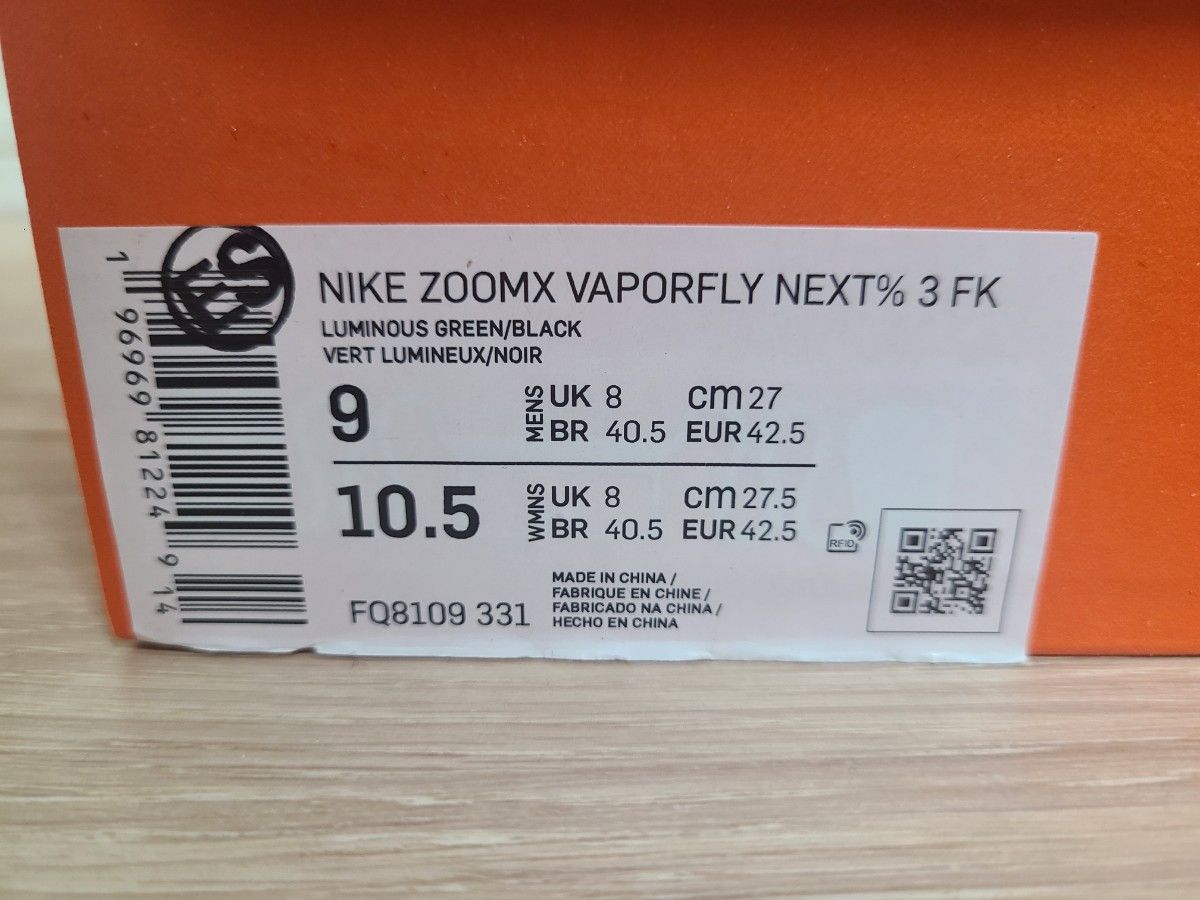 NIKE ZOOMX VAPORFLY NEXT% 3 FK
LUMINOUS GREEN/BLACK
VERT LUMINEUX/NOIR
9 MENS UK 8 cm 27
BR 40.5 EUR 42.5
10.5 WMNS UK 8 cm 27.5
BR 40.5 EUR 42.5
RFID
MADE IN CHINA /
FABRIQUE EN CHINE /
FABRICADO NA CHINA /
HECHO EN CHINA
FQ8109 331
1 96969 81224 9 14